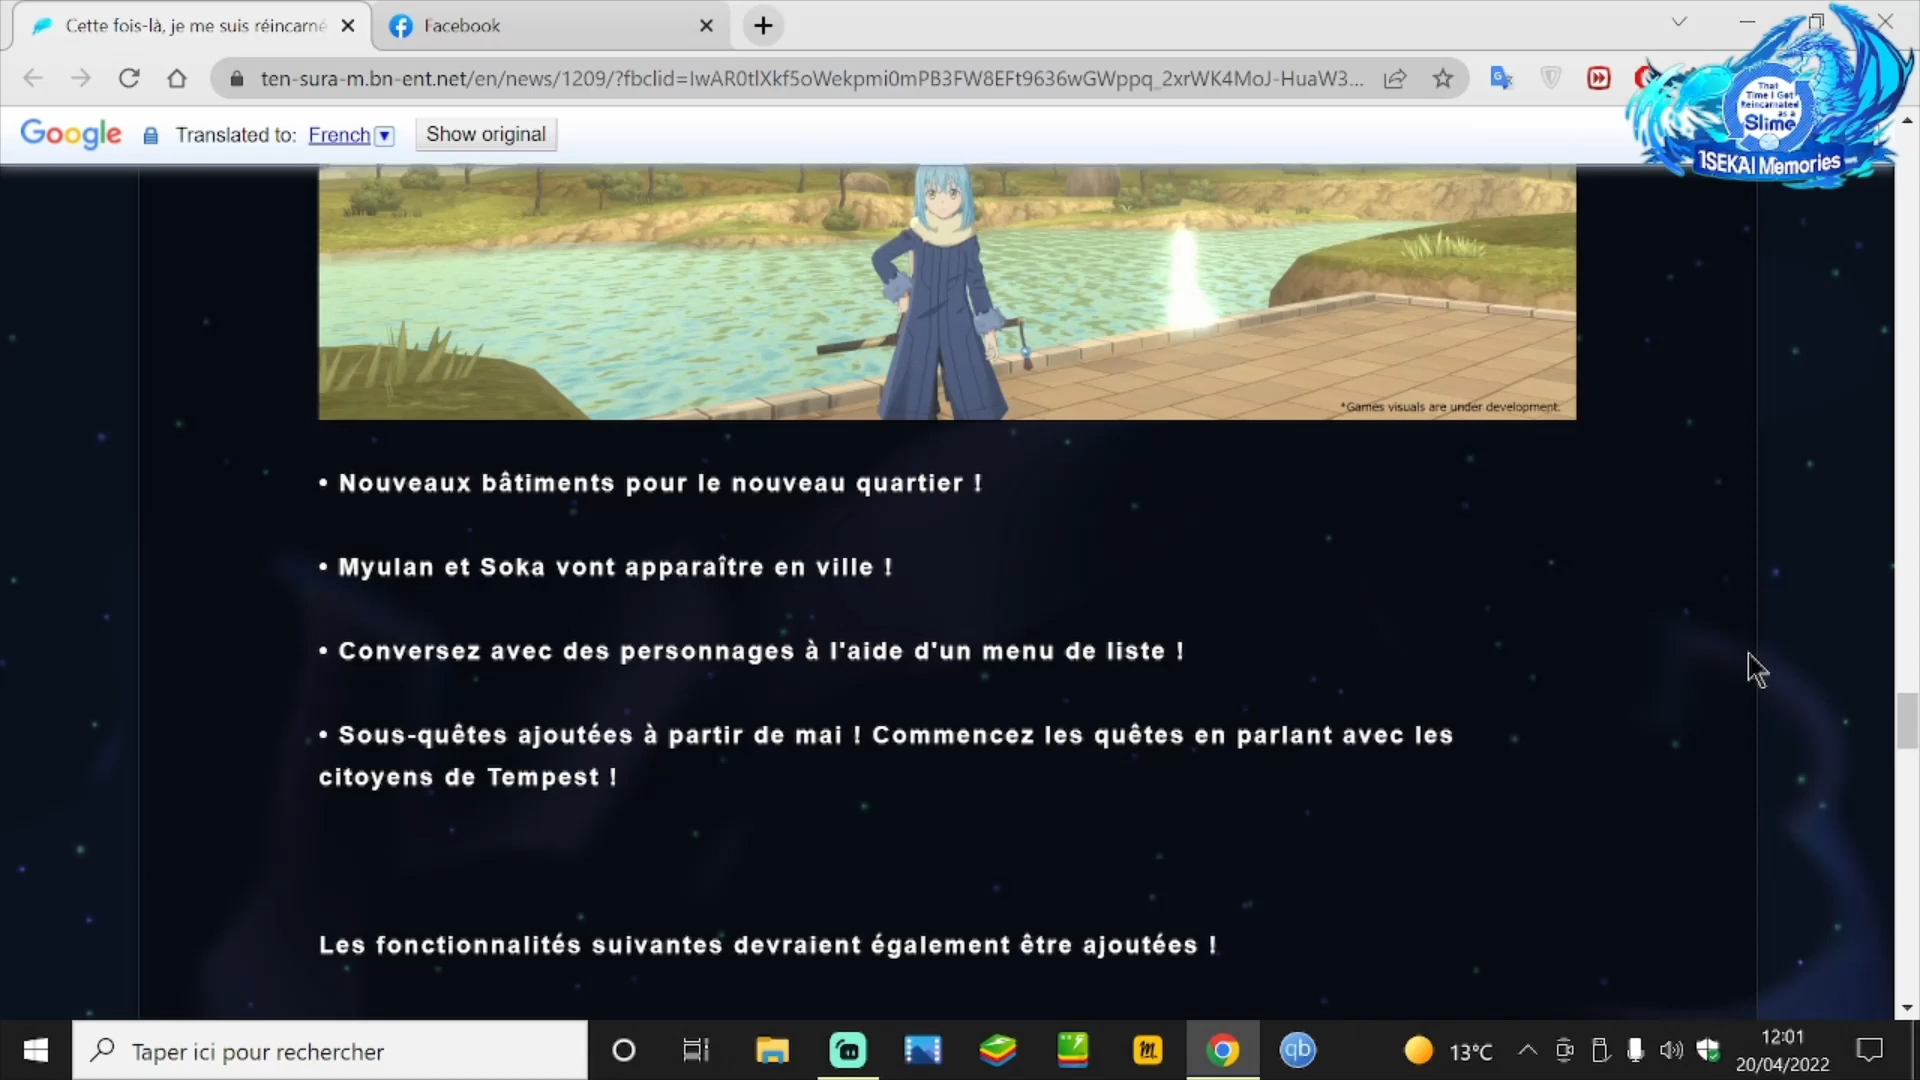 Cette fois-là, je me suis réincarné
Facebook
ten-sura-m.bn-ent.net/en/news/1209/?fbclid=IwAR0tlXkf5oWekpmi0mPB3FW8EFt9636wGWppq_2xrWK4MoJ-HuaW3...
That
Time I Got
Reincarnated
as a
Slime
ISEKAI Memories
Google
Translated to: French
Show original
*Games visuals are under development.
• Nouveaux bâtiments pour le nouveau quartier !
• Myulan et Soka vont apparaître en ville !
• Conversez avec des personnages à l'aide d'un menu de liste !
• Sous-quêtes ajoutées à partir de mai ! Commencez les quêtes en parlant avec les
citoyens de Tempest !
Les fonctionnalités suivantes devraient également être ajoutées !
Taper ici pour rechercher
m.
qb
13°C
12:01
20/04/2022